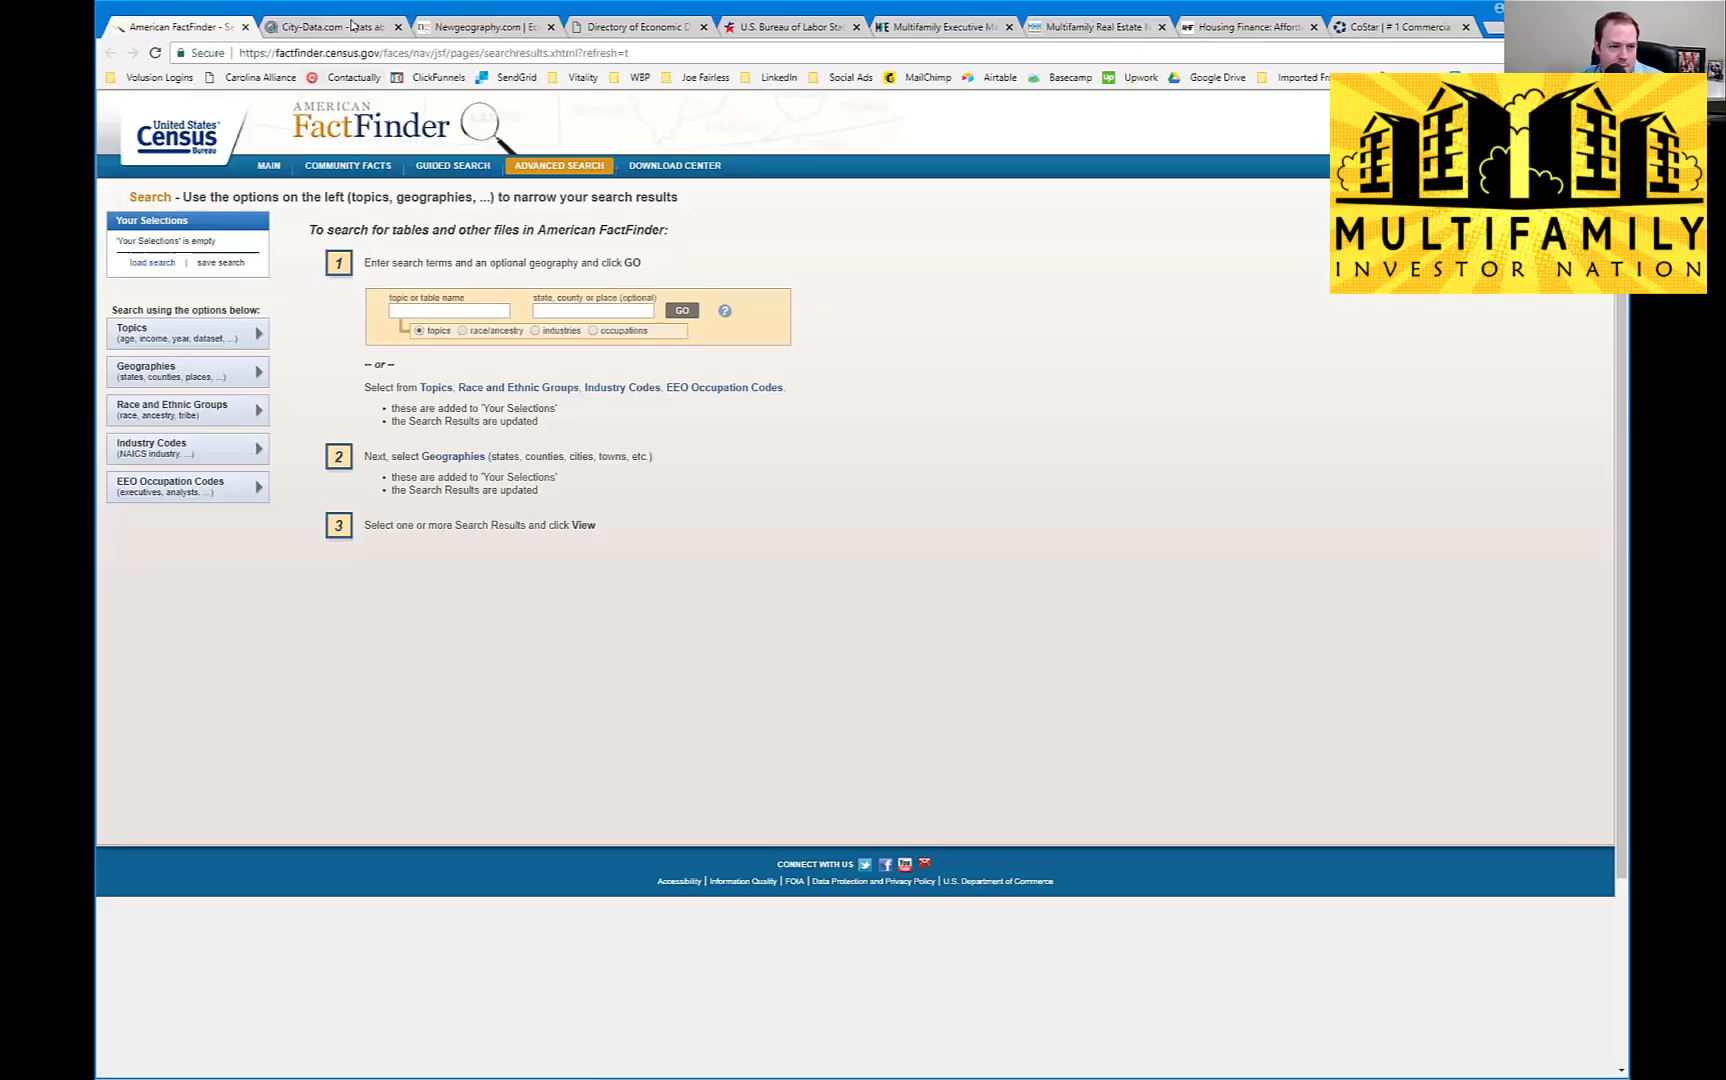 American FactFinder - Se
City-Data.com - Stats ab
Newgeography.com | Ec
Directory of Economic D
U.S. Bureau of Labor Sta
Multifamily Executive M
Multifamily Real Estate N
Housing Finance: Afford
CoStar | # 1 Commercia
Secure | https://factfinder.census.gov/faces/nav/jsf/pages/searchresults.xhtml?refresh=t
Volusion Logins Carolina Alliance Contactually ClickFunnels SendGrid Vitality WBP Joe Fairless LinkedIn Social Ads MailChimp Airtable Basecamp Upwork Google Drive Imported Fr
United States
Census
Bureau
AMERICAN
FactFinder
MAIN COMMUNITY FACTS GUIDED SEARCH ADVANCED SEARCH DOWNLOAD CENTER
MULTIFAMILY
INVESTOR NATION
Search - Use the options on the left (topics, geographies, ...) to narrow your search results
Your Selections
'Your Selections' is empty
load search | save search
Search using the options below:
Topics
(age, income, year, dataset, ...)
Geographies
(states, counties, places, ...)
Race and Ethnic Groups
(race, ancestry, tribe)
Industry Codes
(NAICS industry, ...)
EEO Occupation Codes
(executives, analysts, ...)
To search for tables and other files in American FactFinder:
1 Enter search terms and an optional geography and click GO
topic or table name state, county or place (optional)
GO ?
topics race/ancestry industries occupations
-- or --
Select from Topics, Race and Ethnic Groups, Industry Codes, EEO Occupation Codes.
• these are added to 'Your Selections'
• the Search Results are updated
2 Next, select Geographies (states, counties, cities, towns, etc.)
• these are added to 'Your Selections'
• the Search Results are updated
3 Select one or more Search Results and click View
CONNECT WITH US
Accessibility | Information Quality | FOIA | Data Protection and Privacy Policy | U.S. Department of Commerce